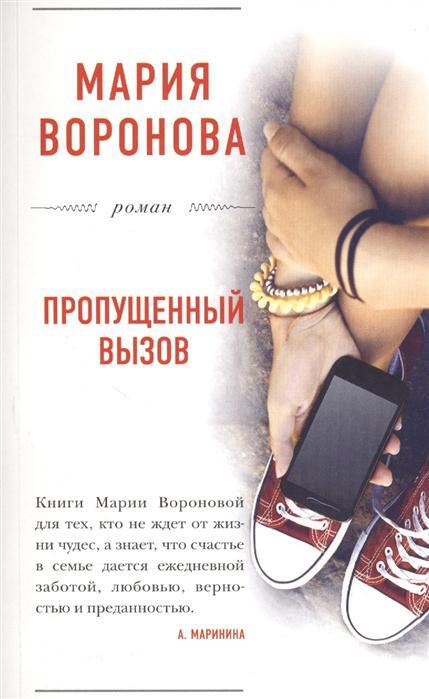 МАРИЯ
ВОРОНОВА
роман
ПРОПУЩЕННЫЙ
ВЫЗОВ
Книги Марии Вороновой
для тех, кто не ждет от жиз-
ни чудес, а знает, что счастье
в семье дается ежедневной
заботой, любовью, верно-
стью и преданностью.
А. МАРИНИНА